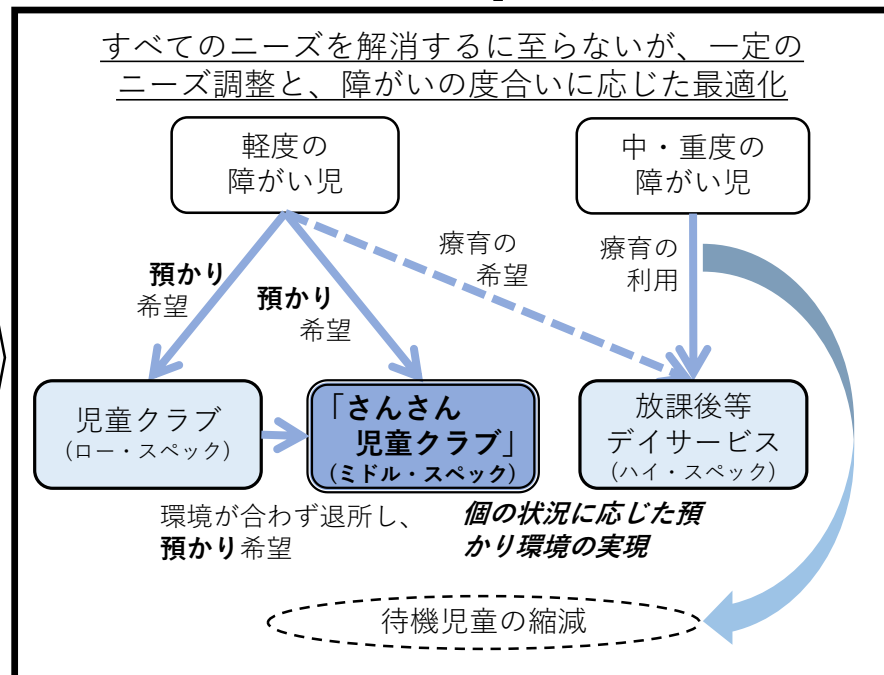 すべてのニーズを解消するに至らないが、一定の
ニーズ調整と、障がいの度合いに応じた最適化
軽度の
障がい児
中・重度の
障がい児
預かり
希望
預かり
希望
療育の
希望
療育の
利用
児童クラブ
(ロー・スペック)
「さんさん
児童クラブ」
(ミドル・スペック)
放課後等
デイサービス
(ハイ・スペック)
環境が合わず退所し、
預かり希望
個の状況に応じた預
かり環境の実現
待機児童の縮減